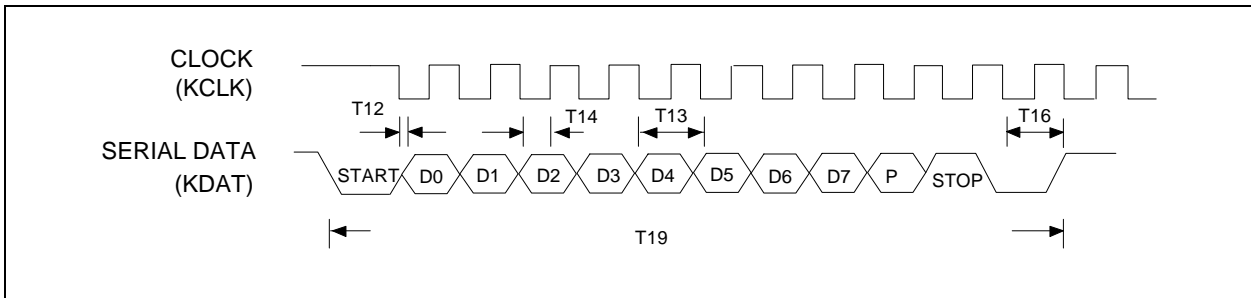 CLOCK
(KCLK)
T12
T14
T13
T16
SERIAL DATA
(KDAT)
START
D0
D1
D2
D3
D4
D5
D6
D7
P
STOP
T19